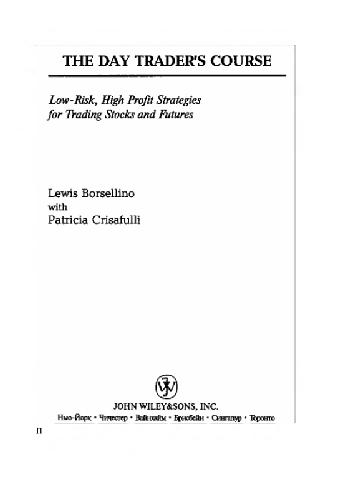 THE DAY TRADER'S COURSE
Low-Risk, High Profit Strategies
for Trading Stocks and Futures
Lewis Borsellino
with
Patricia Crisafulli
JOHN WILEY&SONS, INC.
Нью-Йорк • Чичестер • Вайнхайм • Брисбейн • Сингапур • Торонто
II